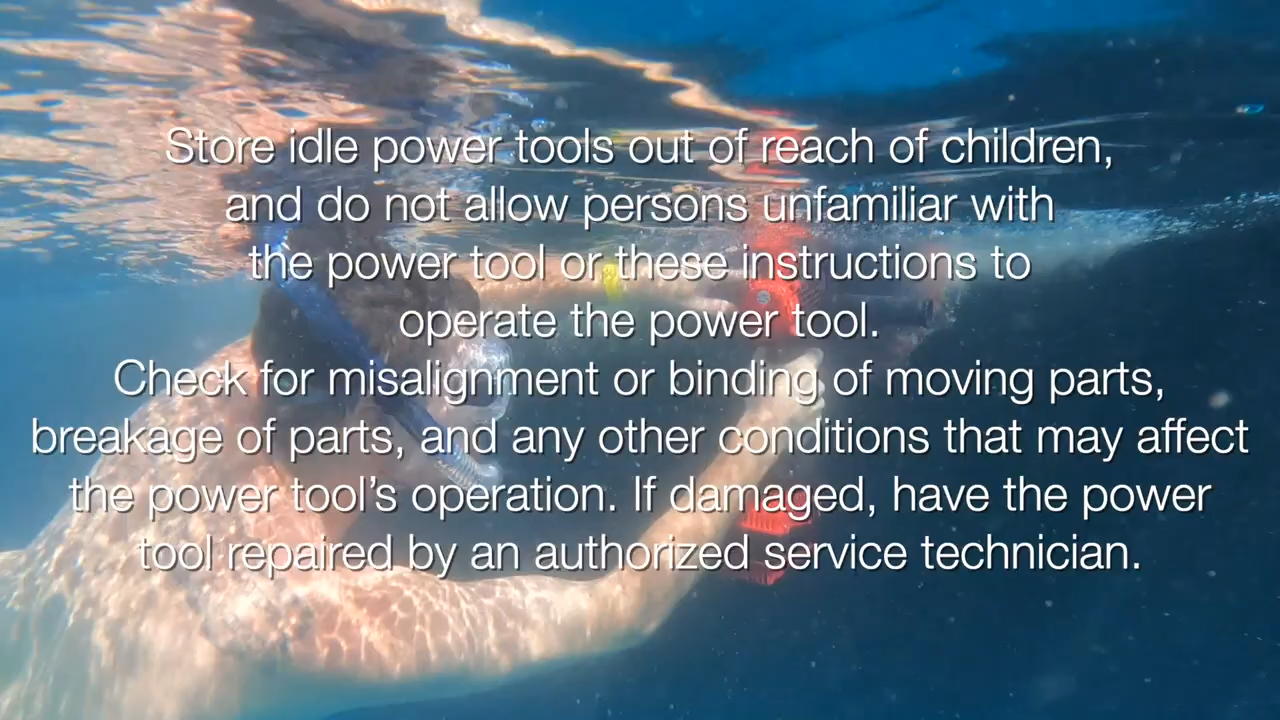 Store idle power tools out of reach of children,
and do not allow persons unfamiliar with
the power tool or these instructions to
operate the power tool.
Check for misalignment or binding of moving parts,
breakage of parts, and any other conditions that may affect
the power tool’s operation. If damaged, have the power
tool repaired by an authorized service technician.